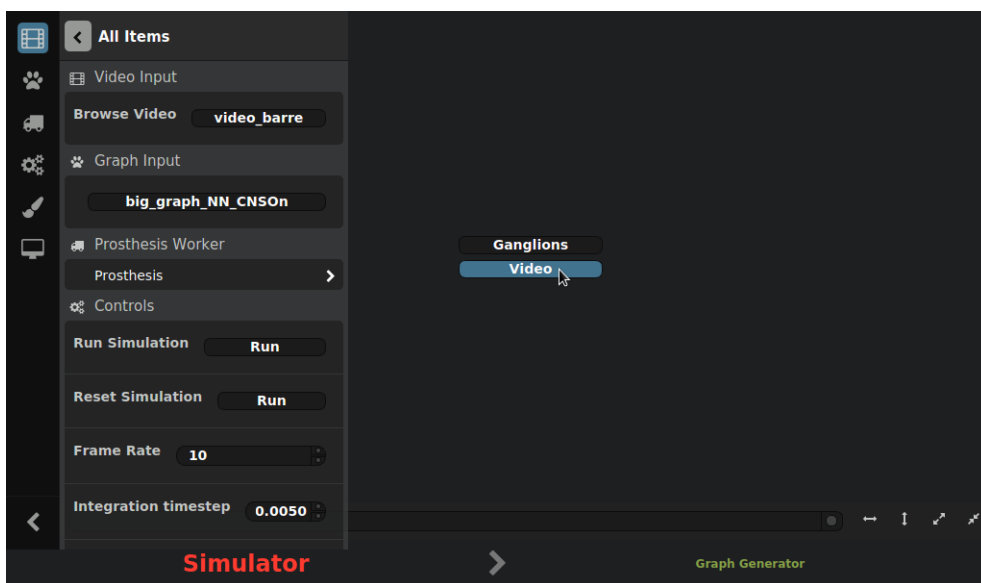 All Items
Video Input
Browse Video video_barre
Graph Input
big_graph_NN_CNSOn
Prosthesis Worker
Prosthesis
Controls
Run Simulation Run
Reset Simulation Run
Frame Rate 10
Integration timestep 0.0050
Ganglions
Video
Simulator
Graph Generator